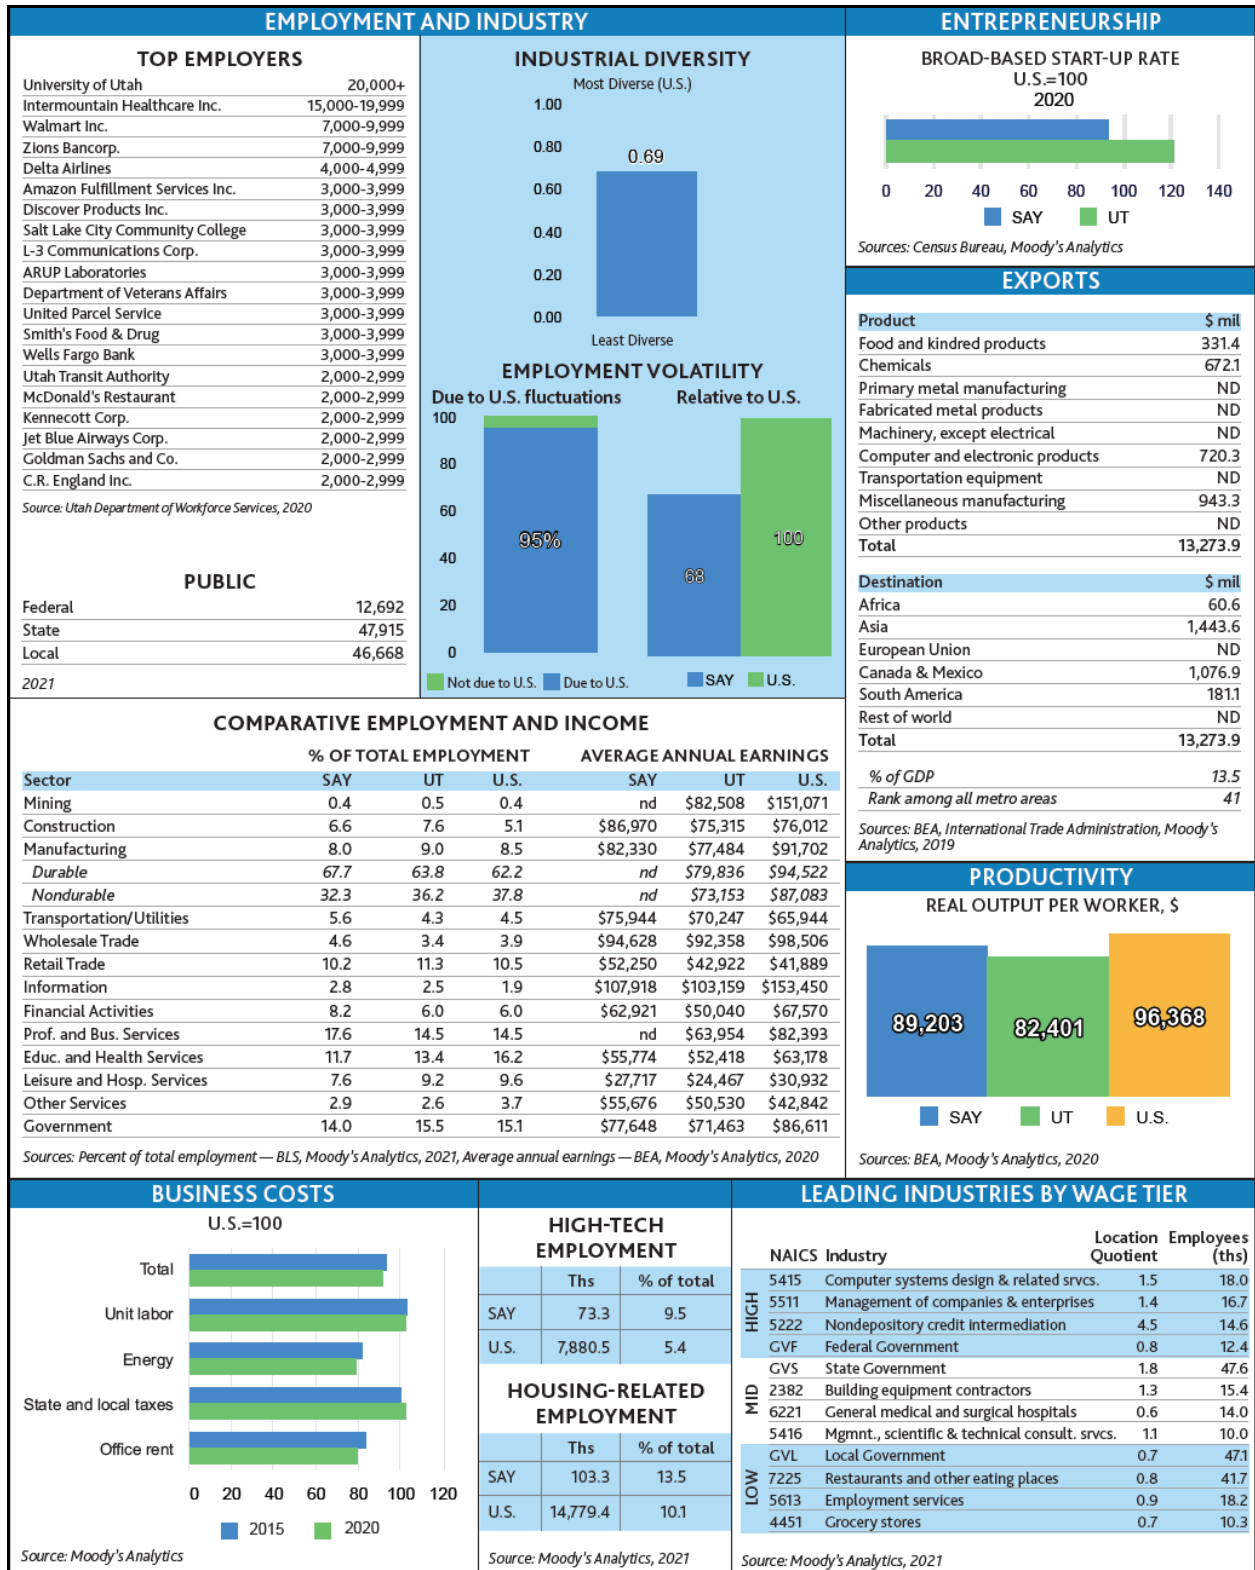 EMPLOYMENT AND INDUSTRY
TOP EMPLOYERS
University of Utah 20,000+
Intermountain Healthcare Inc. 15,000-19,999
Walmart Inc. 7,000-9,999
Zions Bancorp. 7,000-9,999
Delta Airlines 4,000-4,999
Amazon Fulfillment Services Inc. 3,000-3,999
Discover Products Inc. 3,000-3,999
Salt Lake City Community College 3,000-3,999
L-3 Communications Corp. 3,000-3,999
ARUP Laboratories 3,000-3,999
Department of Veterans Affairs 3,000-3,999
United Parcel Service 3,000-3,999
Smith's Food & Drug 3,000-3,999
Wells Fargo Bank 3,000-3,999
Utah Transit Authority 2,000-2,999
McDonald's Restaurant 2,000-2,999
Kennecott Corp. 2,000-2,999
Jet Blue Airways Corp. 2,000-2,999
Goldman Sachs and Co. 2,000-2,999
C.R. England Inc. 2,000-2,999
Source: Utah Department of Workforce Services, 2020
PUBLIC
Federal 12,692
State 47,915
Local 46,668
2021
INDUSTRIAL DIVERSITY
Most Diverse (U.S.)
1.00
0.80
0.69
0.60
0.40
0.20
0.00
Least Diverse
EMPLOYMENT VOLATILITY
Due to U.S. fluctuations Relative to U.S.
100
80
60
95% 100
40
68
20
0
Not due to U.S. Due to U.S. SAY U.S.
ENTREPRENEURSHIP
BROAD-BASED START-UP RATE
U.S.=100
2020
0 20 40 60 80 100 120 140
SAY UT
Sources: Census Bureau, Moody's Analytics
EXPORTS
Product $ mil
Food and kindred products 331.4
Chemicals 672.1
Primary metal manufacturing ND
Fabricated metal products ND
Machinery, except electrical ND
Computer and electronic products 720.3
Transportation equipment ND
Miscellaneous manufacturing 943.3
Other products ND
Total 13,273.9
Destination $ mil
Africa 60.6
Asia 1,443.6
European Union ND
Canada & Mexico 1,076.9
South America 181.1
Rest of world ND
Total 13,273.9
% of GDP 13.5
Rank among all metro areas 41
Sources: BEA, International Trade Administration, Moody's
Analytics, 2019
COMPARATIVE EMPLOYMENT AND INCOME
% OF TOTAL EMPLOYMENT AVERAGE ANNUAL EARNINGS
Sector SAY UT U.S. SAY UT U.S.
Mining 0.4 0.5 0.4 nd $82,508 $151,071
Construction 6.6 7.6 5.1 $86,970 $75,315 $76,012
Manufacturing 8.0 9.0 8.5 $82,330 $77,484 $91,702
Durable 67.7 63.8 62.2 nd $79,836 $94,522
Nondurable 32.3 36.2 37.8 nd $73,153 $87,083
Transportation/Utilities 5.6 4.3 4.5 $75,944 $70,247 $65,944
Wholesale Trade 4.6 3.4 3.9 $94,628 $92,358 $98,506
Retail Trade 10.2 11.3 10.5 $52,250 $42,922 $41,889
Information 2.8 2.5 1.9 $107,918 $103,159 $153,450
Financial Activities 8.2 6.0 6.0 $62,921 $50,040 $67,570
Prof. and Bus. Services 17.6 14.5 14.5 nd $63,954 $82,393
Educ. and Health Services 11.7 13.4 16.2 $55,774 $52,418 $63,178
Leisure and Hosp. Services 7.6 9.2 9.6 $27,717 $24,467 $30,932
Other Services 2.9 2.6 3.7 $55,676 $50,530 $42,842
Government 14.0 15.5 15.1 $77,648 $71,463 $86,611
Sources: Percent of total employment — BLS, Moody's Analytics, 2021, Average annual earnings — BEA, Moody's Analytics, 2020
PRODUCTIVITY
REAL OUTPUT PER WORKER, $
89,203 82,401 96,368
SAY UT U.S.
Sources: BEA, Moody's Analytics, 2020
BUSINESS COSTS
U.S.=100
Total
Unit labor
Energy
State and local taxes
Office rent
0 20 40 60 80 100 120
2015 2020
Source: Moody's Analytics
HIGH-TECH
EMPLOYMENT
Ths % of total
SAY 73.3 9.5
U.S. 7,880.5 5.4
HOUSING-RELATED
EMPLOYMENT
Ths % of total
SAY 103.3 13.5
U.S. 14,779.4 10.1
Source: Moody's Analytics, 2021
LEADING INDUSTRIES BY WAGE TIER
Location Employees
NAICS Industry Quotient (ths)
HIGH
5415 Computer systems design & related srvcs. 1.5 18.0
5511 Management of companies & enterprises 1.4 16.7
5222 Nondepository credit intermediation 4.5 14.6
GVF Federal Government 0.8 12.4
MID
GVS State Government 1.8 47.6
2382 Building equipment contractors 1.3 15.4
6221 General medical and surgical hospitals 0.6 14.0
5416 Mgmnt., scientific & technical consult. srvcs. 1.1 10.0
LOW
GVL Local Government 0.7 47.1
7225 Restaurants and other eating places 0.8 41.7
5613 Employment services 0.9 18.2
4451 Grocery stores 0.7 10.3
Source: Moody's Analytics, 2021